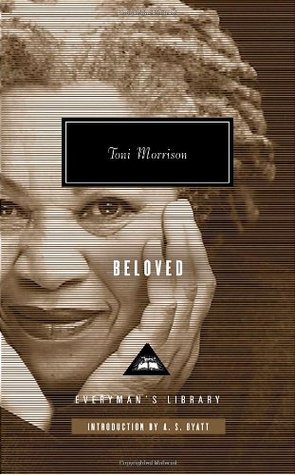 Toni Morrison
BELOVED
EVERYMAN'S LIBRARY
INTRODUCTION BY A. S. BYATT